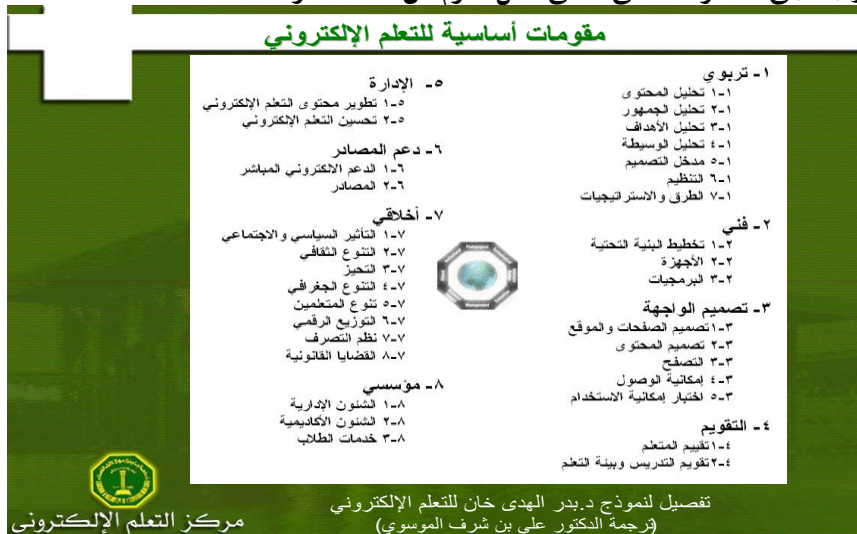 مقومات أساسية للتعلم الإلكتروني
١- تربوي
١-١ تحليل المحتوى
١-٢ تحليل الجمهور
١-٣ تحليل الأهداف
١-٤ تحليل الوسيطة
١-٥ مدخل التصميم
١-٦ التنظيم
١-٧ الطرق والاستراتيجيات
٢- فني
٢-١ تخطيط البنية التحتية
٢-٢ الأجهزة
٢-٣ البرمجيات
٣- تصميم الواجهة
٣-١تصميم الصفحات والموقع
٣-٢ تصميم المحتوى
٣-٣ التصفح
٣-٤ إمكانية الوصول
٣-٥ اختبار إمكانية الاستخدام
٤- التقويم
٤-١تقييم المتعلم
٤-٢تقويم التدريس وبيئة التعلم
٥- الإدارة
٥-١ تطوير محتوى التعلم الإلكتروني
٥-٢ تحسين التعلم الإلكتروني
٦- دعم المصادر
٦-١ الدعم الالكتروني المباشر
٦-٢ المصادر
٧- أخلاقي
٧-١ التأثير السياسي والاجتماعي
٧-٢ التنوع الثقافي
٧-٣ التحيز
٧-٤ التنوع الجغرافي
٧-٥ تنوع المتعلمين
٧-٦ التوزيع الرقمي
٧-٧ نظم التصرف
٧-٨ القضايا القانونية
٨- مؤسسي
٨-١ الشئون الإدارية
٨-٢ الشئون الأكاديمية
٨-٣ خدمات الطلاب
تفصيل لنموذج د.بدر الهدى خان للتعلم الإلكتروني
(ترجمة الدكتور علي بن شرف الموسوي)
مركز التعلم الإلكتروني